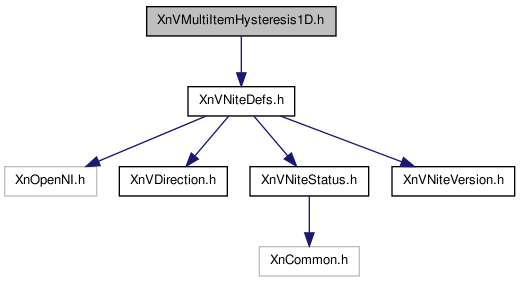 XnVMultiItemHysteresis1D.h
XnVNiteDefs.h
XnOpenNI.h
XnVDirection.h
XnVNiteStatus.h
XnVNiteVersion.h
XnCommon.h